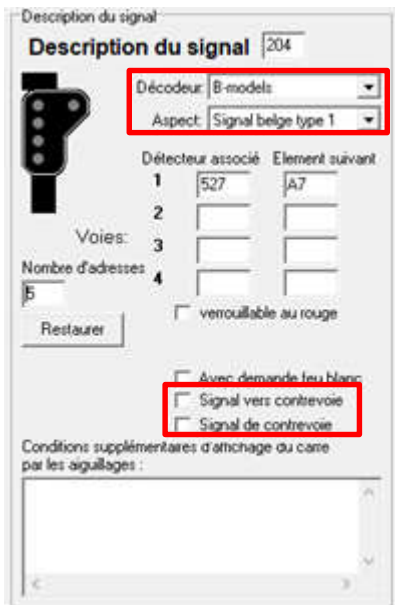 Description du signal
Description du signal 204
Décodeur: B-models
Aspect: Signal belge type 1
Détecteur associé Element suivant
1 527 A7
2
Voies:
3
Nombre d'adresses
4
5
verrouillable au rouge
Restaurer
Avec demande feu blanc
Signal vers contrevoie
Signal de contrevoie
Conditions supplémentaires d'affichage du carré
par les aiguillages :